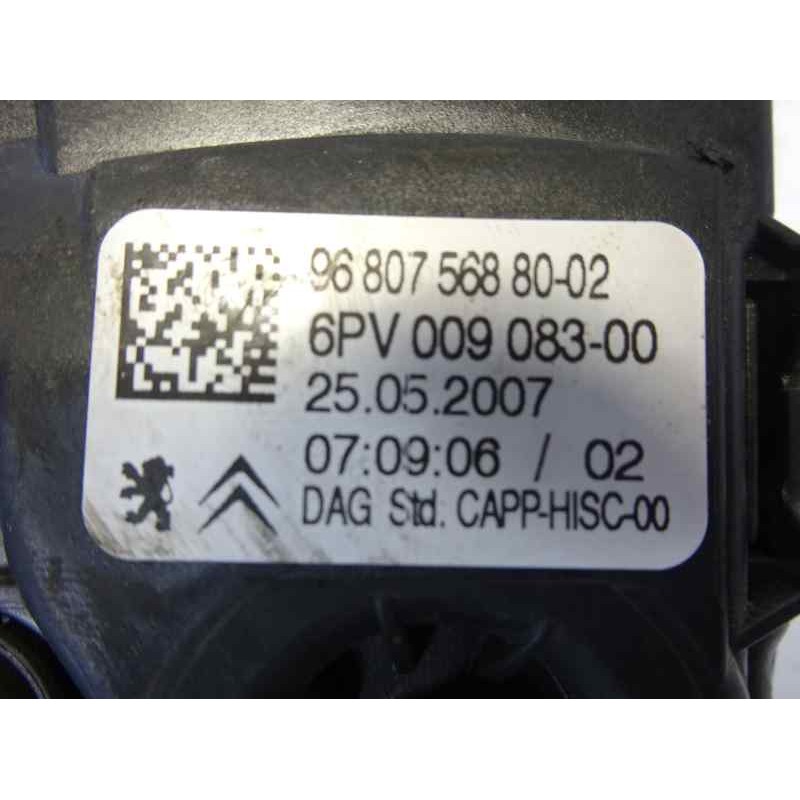 96 807 568 80-02
6PV 009 083-00
25.05.2007
07:09:06 / 02
DAG Std. CAPP-HISC-00